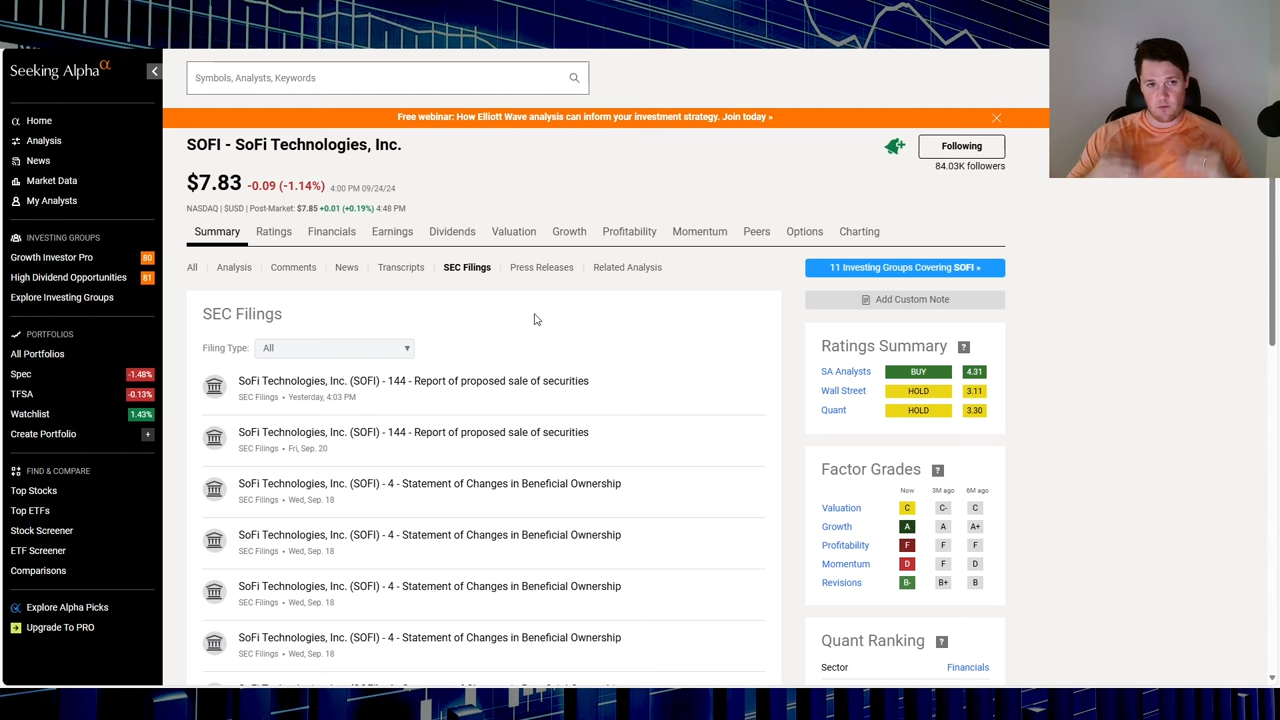 Seeking Alpha α
Home
Analysis
News
Market Data
My Analysts
INVESTING GROUPS
Growth Investor Pro 80
High Dividend Opportunities 81
Explore Investing Groups
PORTFOLIOS
All Portfolios
Spec -1.48%
TFSA -0.13%
Watchlist 1.43%
Create Portfolio +
FIND & COMPARE
Top Stocks
Top ETFs
Stock Screener
ETF Screener
Comparisons
Explore Alpha Picks
Upgrade To PRO
Symbols, Analysts, Keywords
Free webinar: How Elliott Wave analysis can inform your investment strategy. Join today »
SOFI - SoFi Technologies, Inc.
Following
84.03K followers
$7.83 -0.09 (-1.14%) 4:00 PM 09/24/24
NASDAQ | $USD | Post-Market: $7.85 +0.01 (+0.19%) 4:48 PM
Summary Ratings Financials Earnings Dividends Valuation Growth Profitability Momentum Peers Options Charting
All | Analysis | Comments | News | Transcripts | SEC Filings | Press Releases | Related Analysis
SEC Filings
Filing Type: All
SoFi Technologies, Inc. (SOFI) - 144 - Report of proposed sale of securities
SEC Filings • Yesterday, 4:03 PM
SoFi Technologies, Inc. (SOFI) - 144 - Report of proposed sale of securities
SEC Filings • Fri, Sep. 20
SoFi Technologies, Inc. (SOFI) - 4 - Statement of Changes in Beneficial Ownership
SEC Filings • Wed, Sep. 18
SoFi Technologies, Inc. (SOFI) - 4 - Statement of Changes in Beneficial Ownership
SEC Filings • Wed, Sep. 18
SoFi Technologies, Inc. (SOFI) - 4 - Statement of Changes in Beneficial Ownership
SEC Filings • Wed, Sep. 18
SoFi Technologies, Inc. (SOFI) - 4 - Statement of Changes in Beneficial Ownership
SEC Filings • Wed, Sep. 18
11 Investing Groups Covering SOFI »
Add Custom Note
Ratings Summary ?
SA Analysts BUY 4.31
Wall Street HOLD 3.11
Quant HOLD 3.30
Factor Grades ?
Now 3M ago 6M ago
Valuation C C- C
Growth A A A+
Profitability F F F
Momentum D F D
Revisions B- B+ B
Quant Ranking ?
Sector Financials